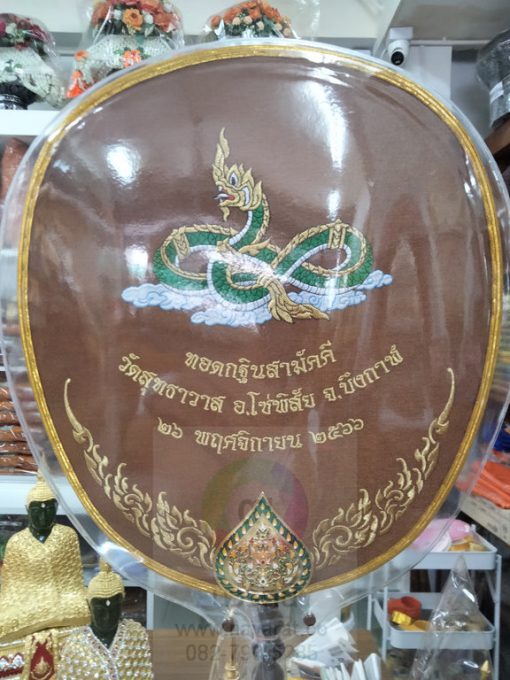 ทอดกฐินสามัคคี
วัดสุทธาวาส อ.โซ่พิสัย จ.บึงกาฬ
๒๖ พฤศจิกายน ๒๕๖๖